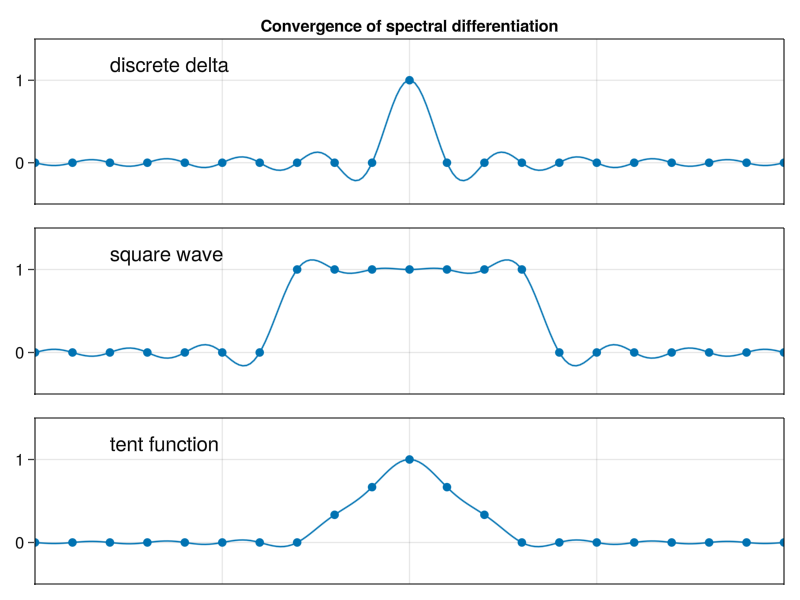 Convergence of spectral differentiation
discrete delta
1
0
square wave
1
0
tent function
1
0